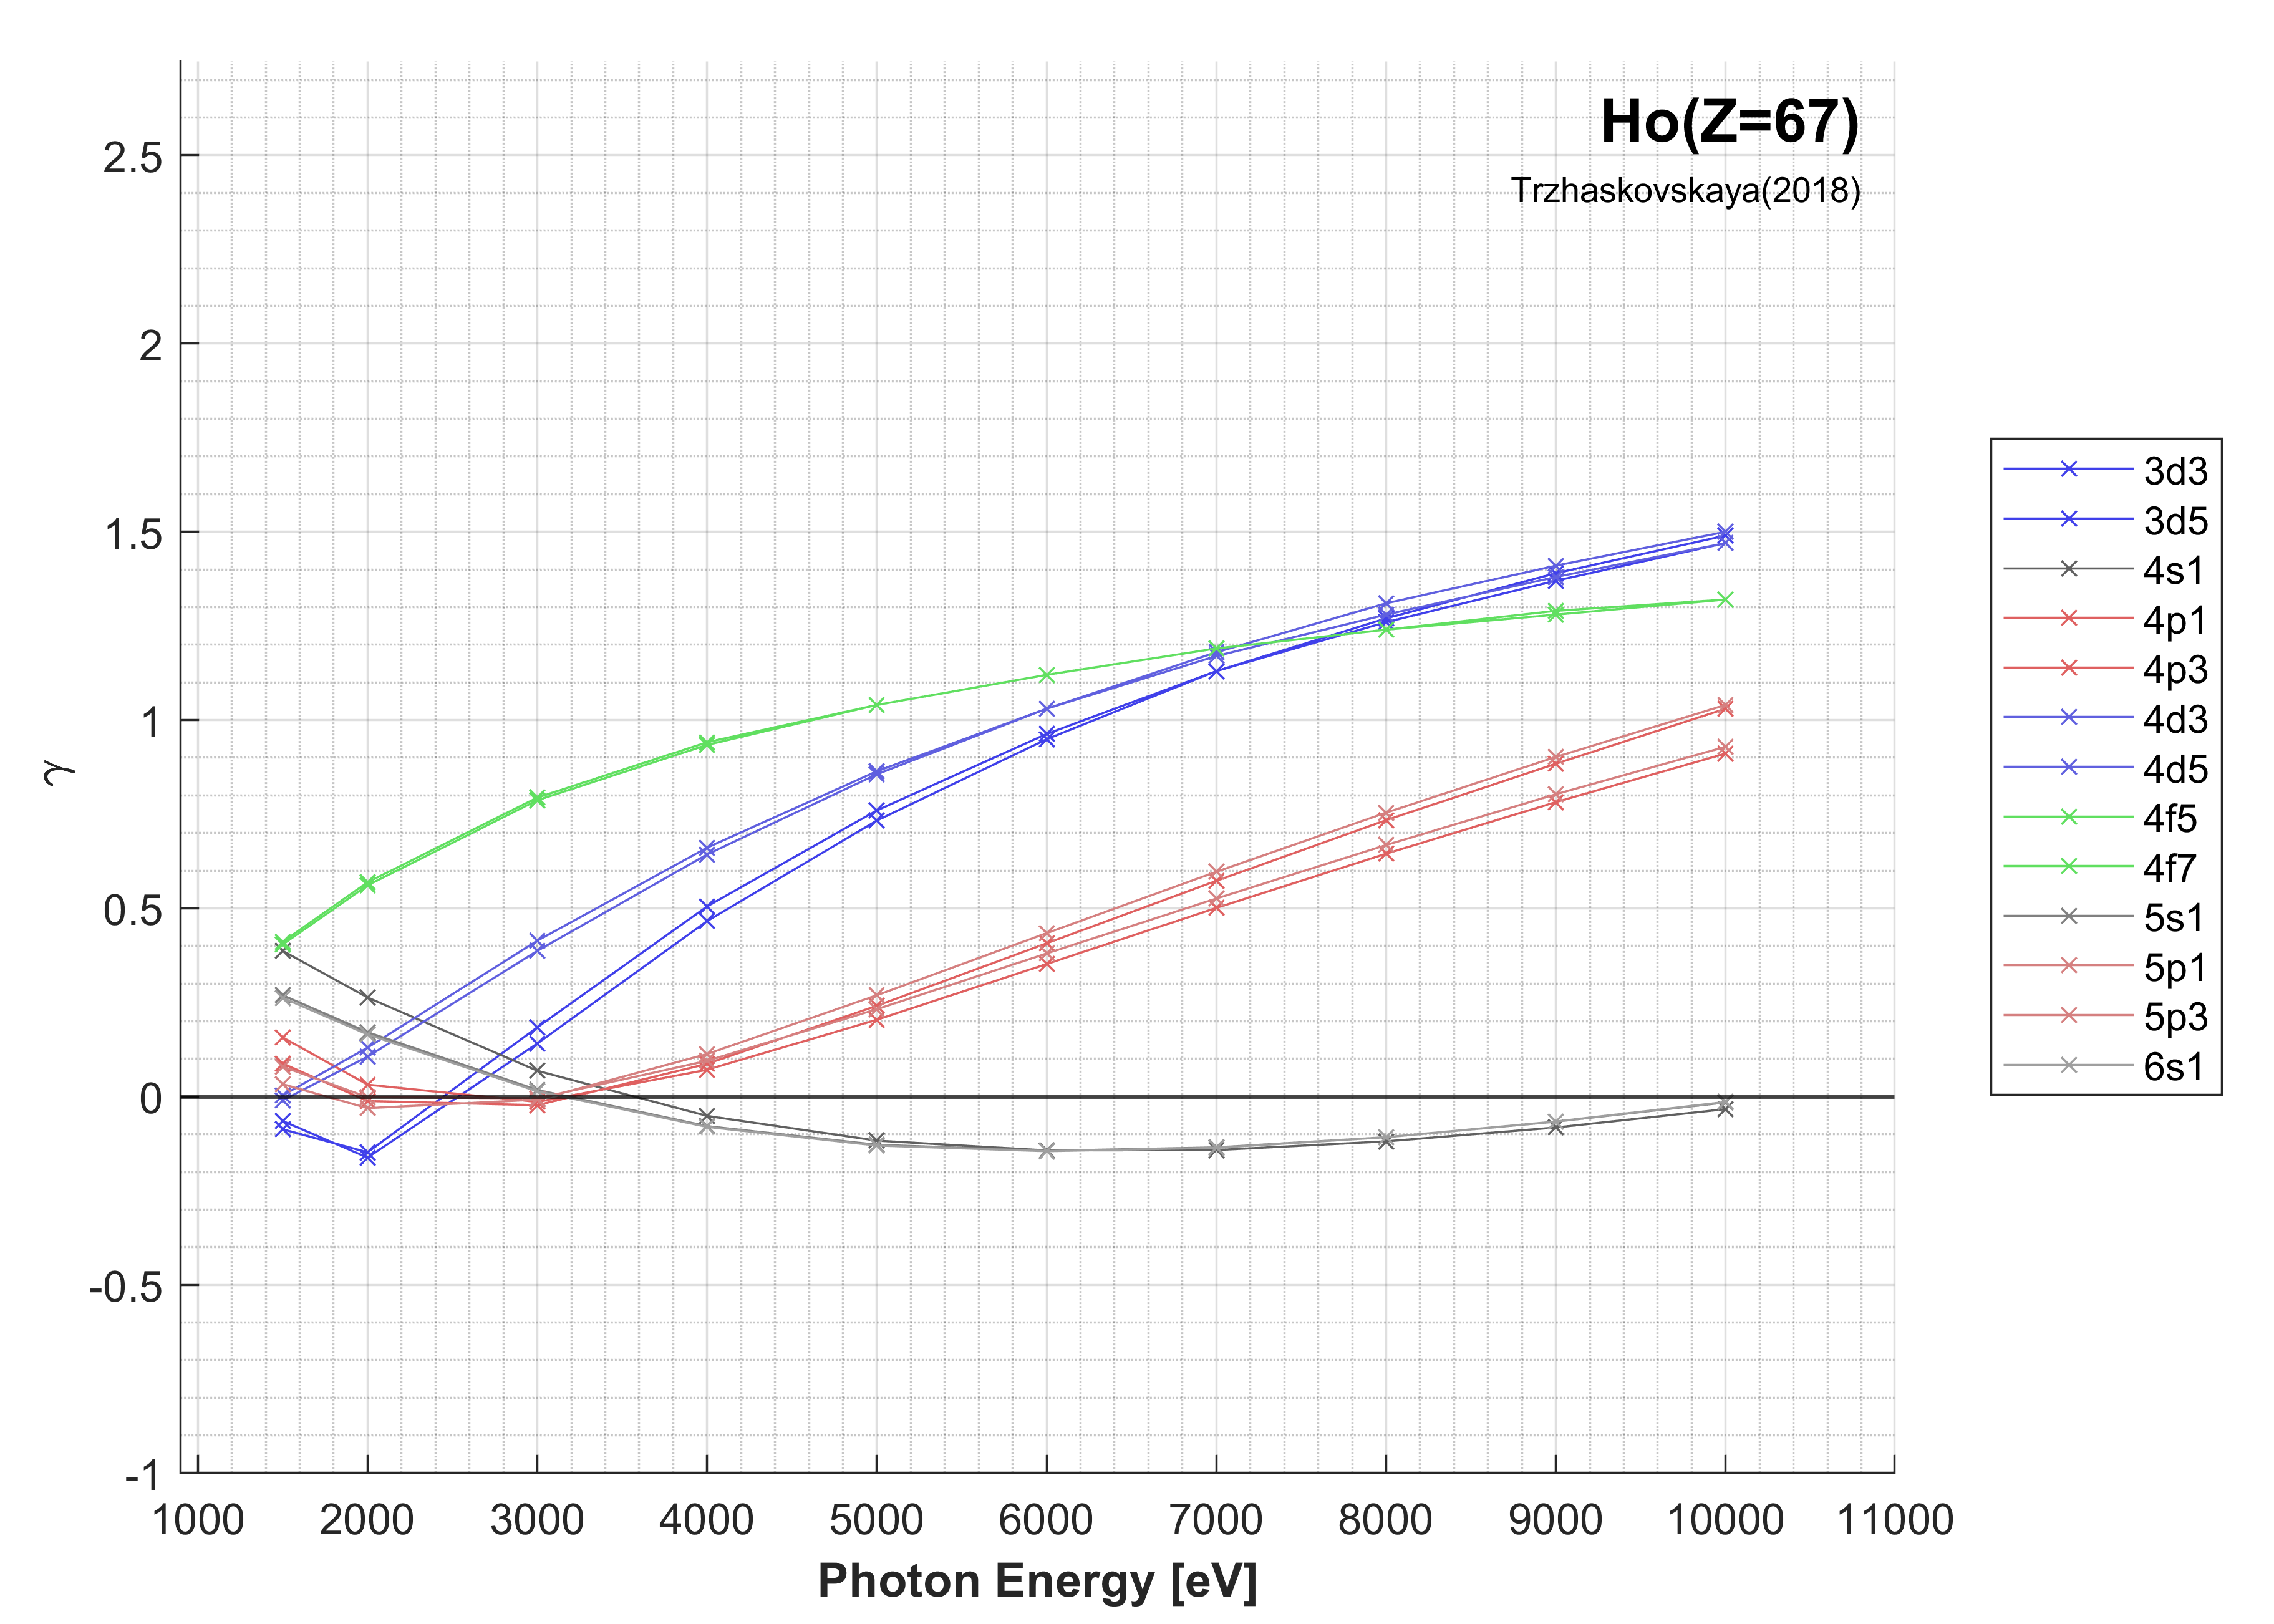 Ho(Z=67)
Trzhaskovskaya(2018)
2.5
2
1.5
1
0.5
0
-0.5
-1
γ
1000 2000 3000 4000 5000 6000 7000 8000 9000 10000 11000
Photon Energy [eV]
3d3
3d5
4s1
4p1
4p3
4d3
4d5
4f5
4f7
5s1
5p1
5p3
6s1